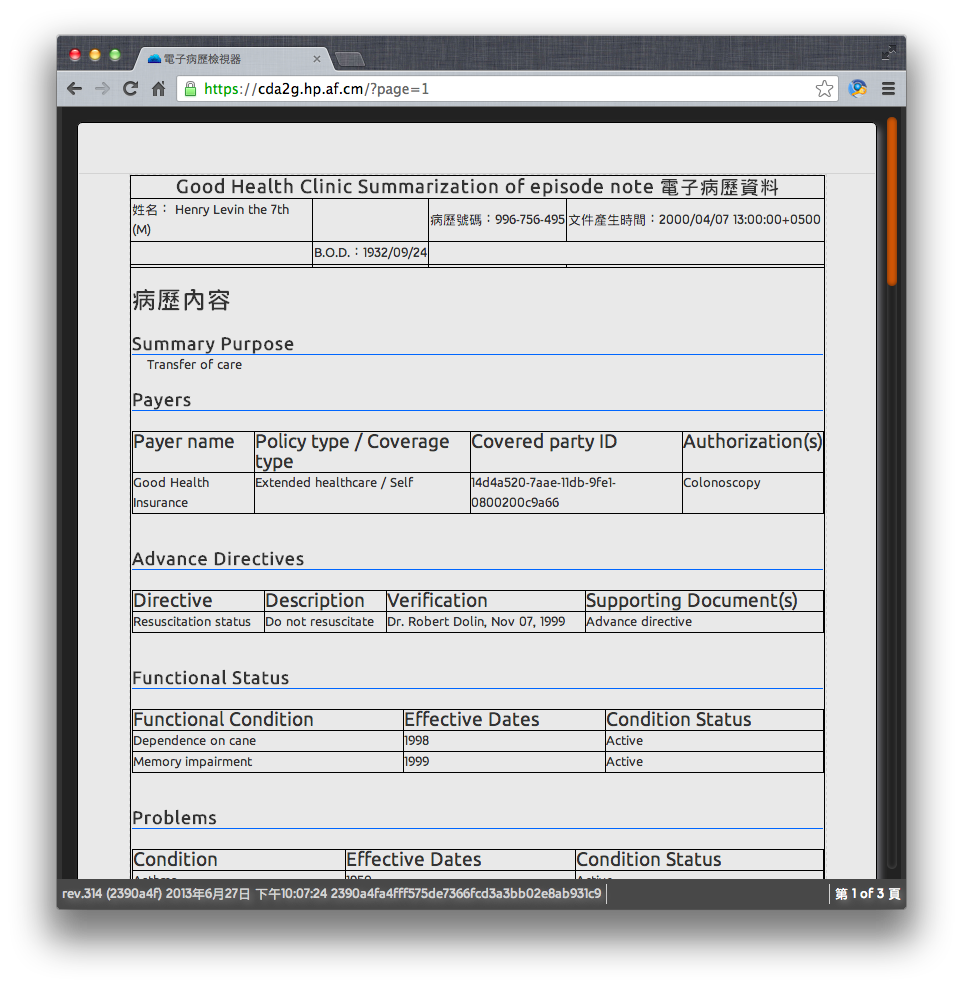 電子病歷檢視器
https://cda2g.hp.af.cm/?page=1
Good Health Clinic Summarization of episode note 電子病歷資料
姓名： Henry Levin the 7th
(M)
病歷號碼：996-756-495
文件產生時間：2000/04/07 13:00:00+0500
B.O.D.：1932/09/24
病歷內容
Summary Purpose
Transfer of care
Payers
Payer name
Policy type / Coverage
type
Covered party ID
Authorization(s)
Good Health
Insurance
Extended healthcare / Self
14d4a520-7aae-11db-9fe1-
0800200c9a66
Colonoscopy
Advance Directives
Directive Description Verification Supporting Document(s)
Resuscitation status Do not resuscitate Dr. Robert Dolin, Nov 07, 1999 Advance directive
Functional Status
Functional Condition Effective Dates Condition Status
Dependence on cane 1998 Active
Memory impairment 1999 Active
Problems
Condition Effective Dates Condition Status
rev.314 (2390a4f) 2013年6月27日 下午10:07:24 2390a4fa4fff575de7366fcd3a3bb02e8ab931c9
第 1 of 3 頁